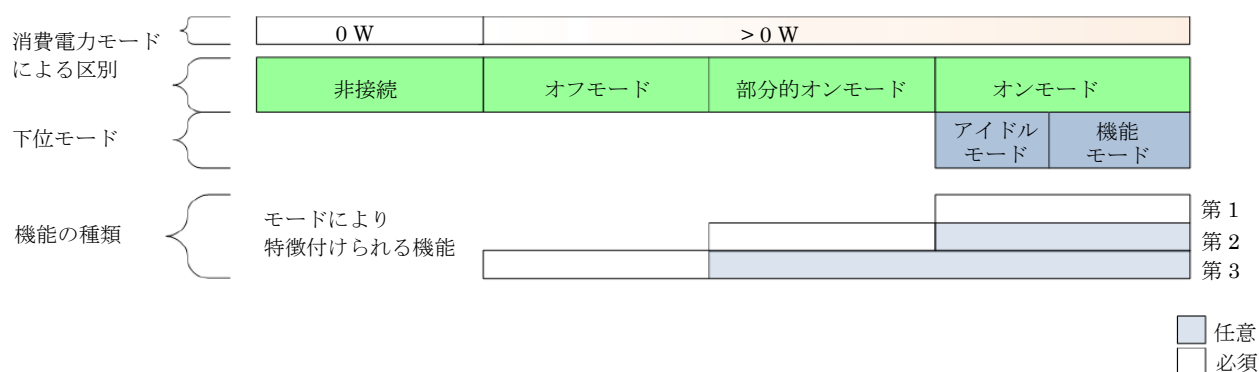 消費電力モード
による区別
0 W
> 0 W
非接続
オフモード
部分的オンモード
オンモード
下位モード
アイドル
モード
機能
モード
機能の種類
モードにより
特徴付けられる機能
第 1
第 2
第 3
任意
必須